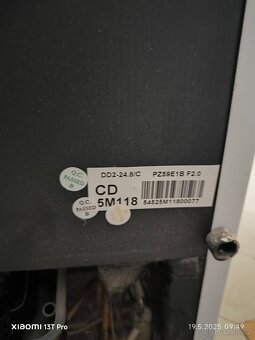 DD2-24.8/C PZ59E1B F2.0
CD
5M118
54525M11800077
Q.C.
PASSED
B
Q.C.
PASSED
B
XIAOMI 13T Pro
19.5.2025 09:49